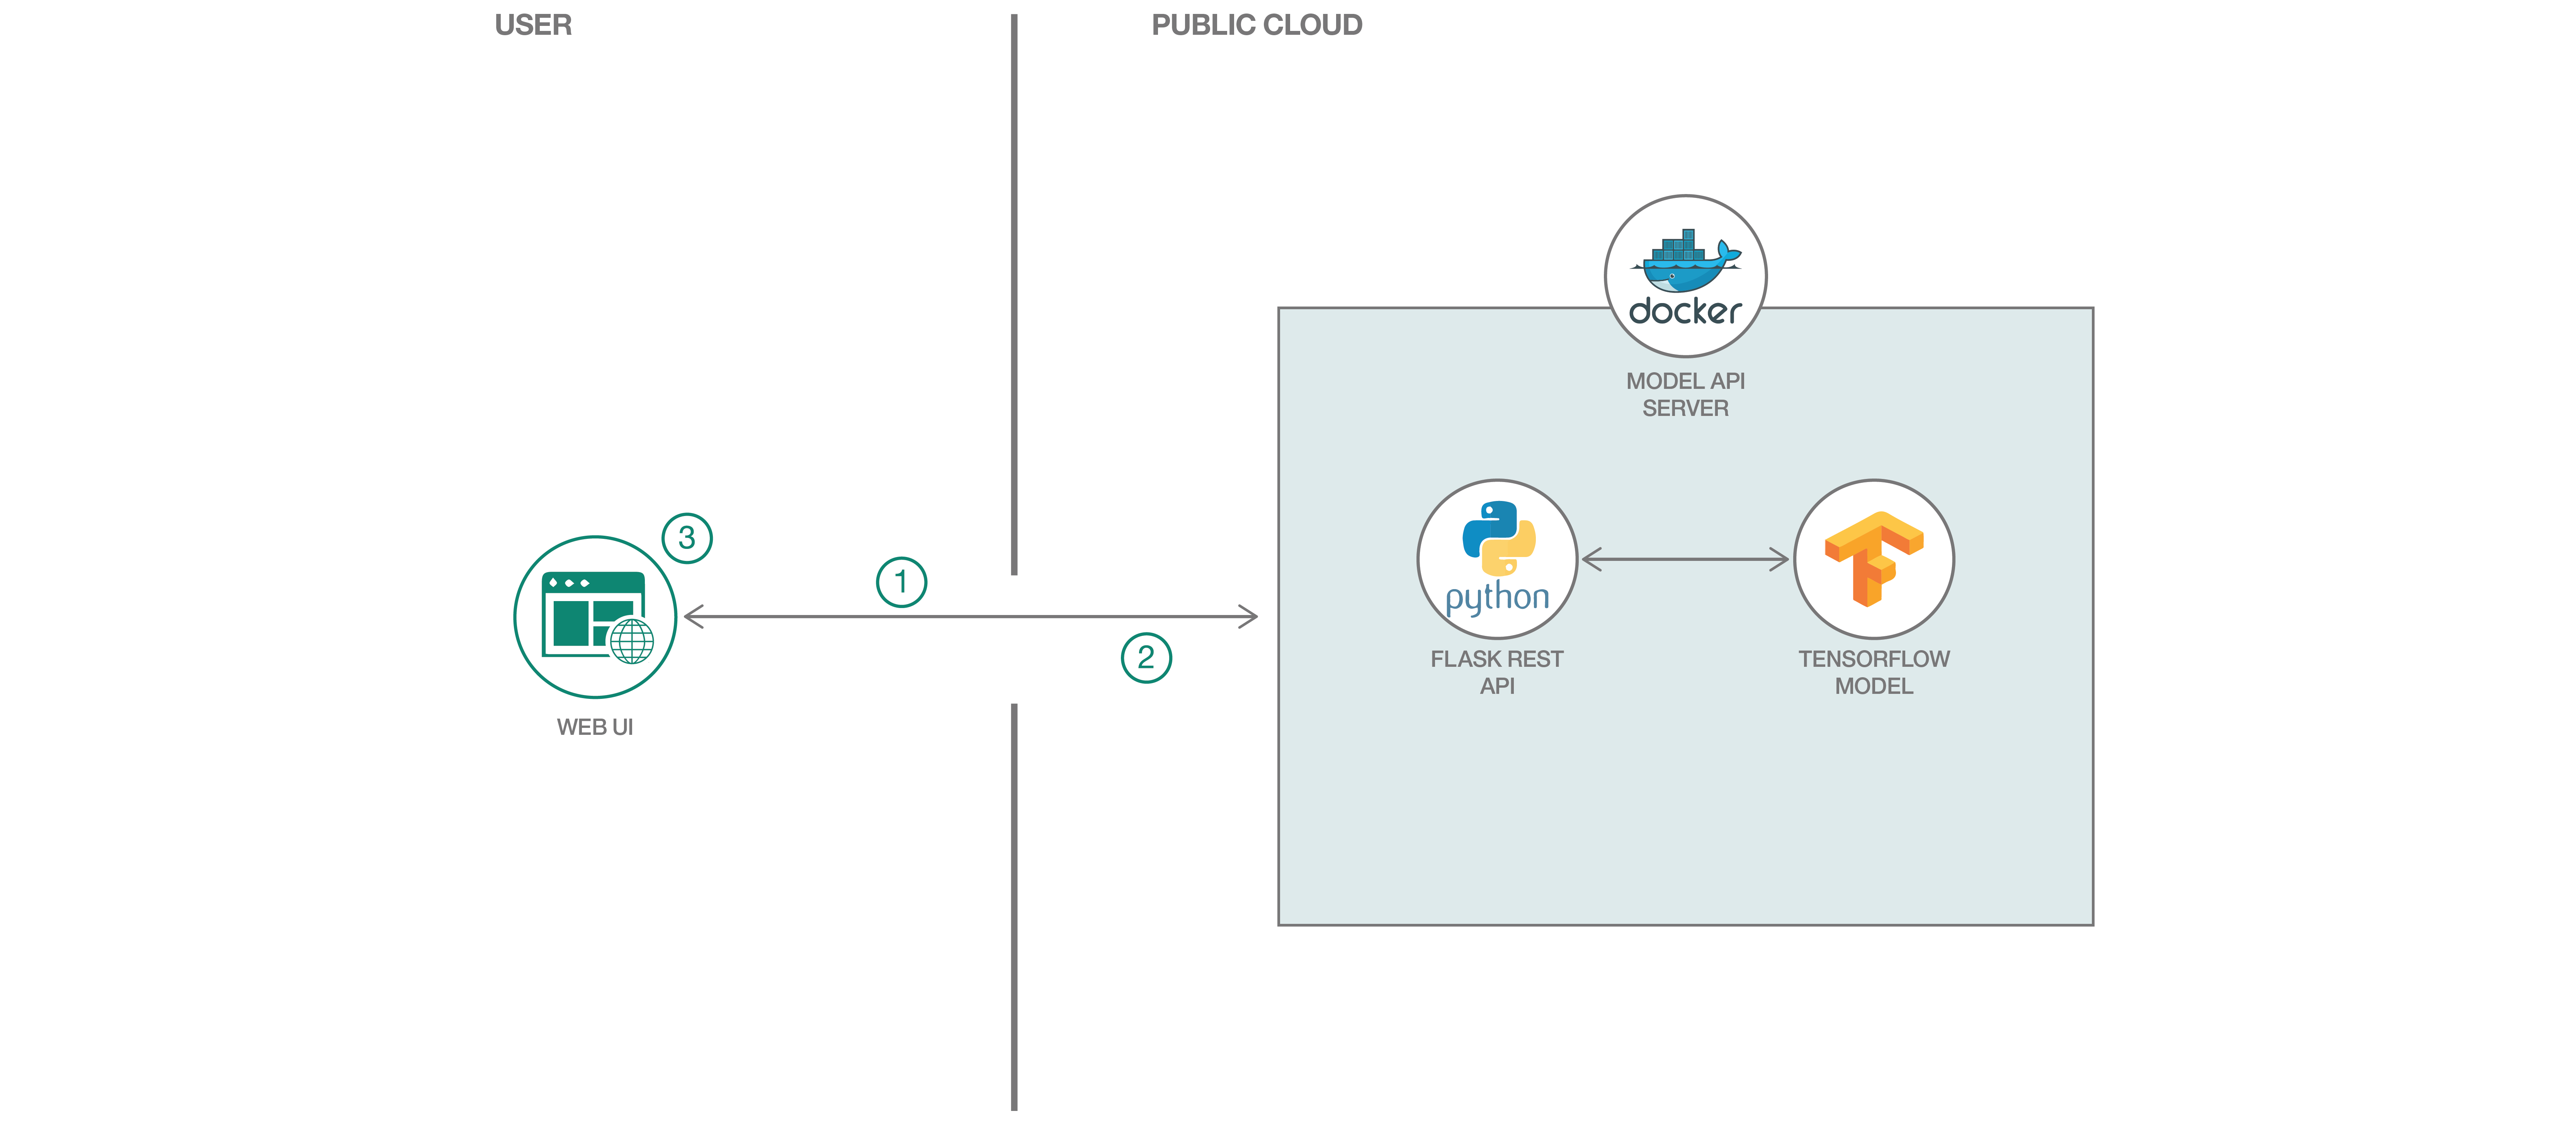 USER
PUBLIC CLOUD
docker
MODEL API
SERVER
3
1
2
WEB UI
python
FLASK REST
API
TENSORFLOW
MODEL